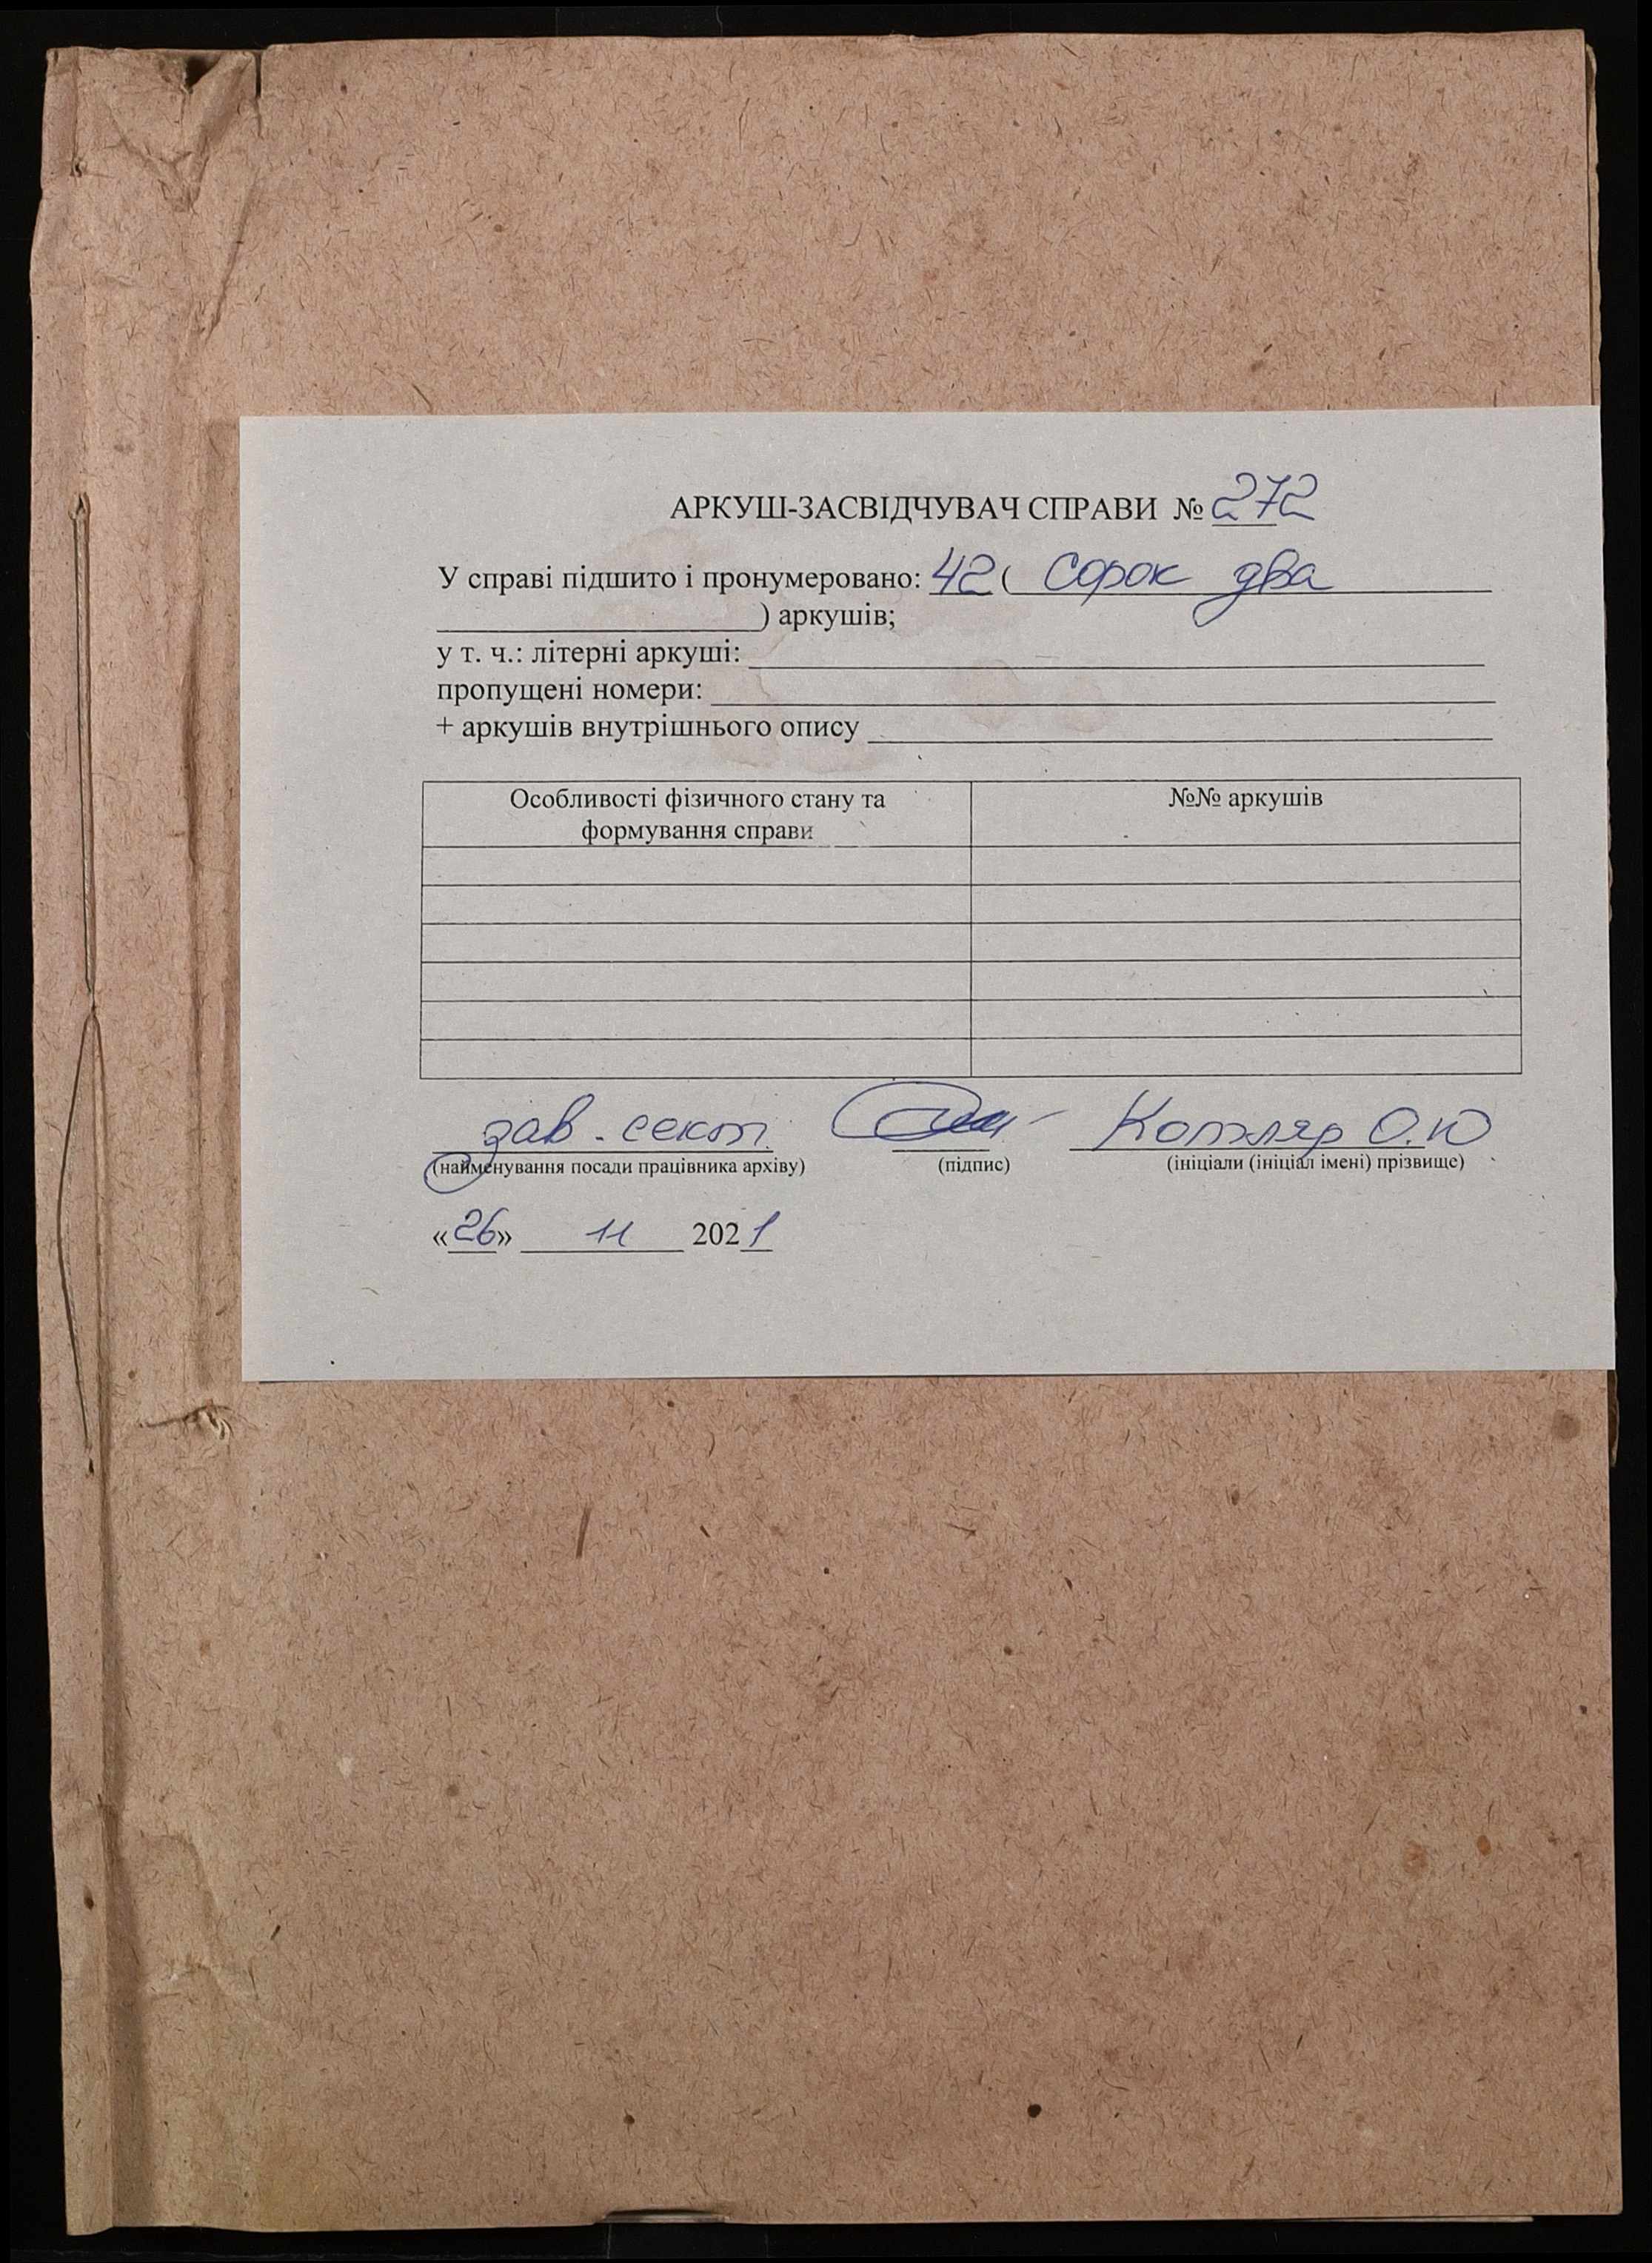 АРКУШ-ЗАСВІДЧУВАЧ СПРАВИ № 272
У справі підшито і пронумеровано: 42 ( сорок два
) аркушів;
у т. ч.: літерні аркуші:
пропущені номери:
+ аркушів внутрішнього опису
Особливості фізичного стану та формування справи
№№ аркушів
зав. сект. Котляр О.Ю
(найменування посади працівника архіву) (підпис) (ініціали (ініціал імені) прізвище)
«26» 11 2021